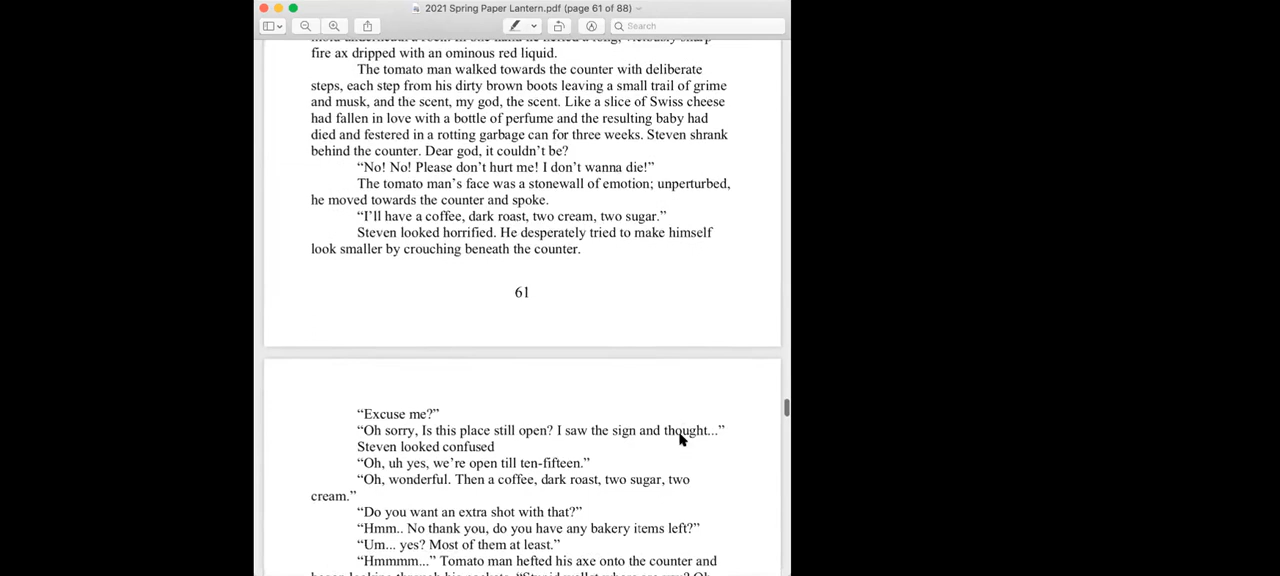 2021 Spring Paper Lantern.pdf (page 61 of 88)
Search
fire ax dripped with an ominous red liquid.
The tomato man walked towards the counter with deliberate
steps, each step from his dirty brown boots leaving a small trail of grime
and musk, and the scent, my god, the scent. Like a slice of Swiss cheese
had fallen in love with a bottle of perfume and the resulting baby had
died and festered in a rotting garbage can for three weeks. Steven shrank
behind the counter. Dear god, it couldn’t be?
“No! No! Please don’t hurt me! I don’t wanna die!”
The tomato man’s face was a stonewall of emotion; unperturbed,
he moved towards the counter and spoke.
“I’ll have a coffee, dark roast, two cream, two sugar.”
Steven looked horrified. He desperately tried to make himself
look smaller by crouching beneath the counter.
61
“Excuse me?”
“Oh sorry, Is this place still open? I saw the sign and thought...”
Steven looked confused
“Oh, uh yes, we’re open till ten-fifteen.”
“Oh, wonderful. Then a coffee, dark roast, two sugar, two
cream.”
“Do you want an extra shot with that?”
“Hmm.. No thank you, do you have any bakery items left?”
“Um... yes? Most of them at least.”
“Hmmmm...” Tomato man hefted his axe onto the counter and